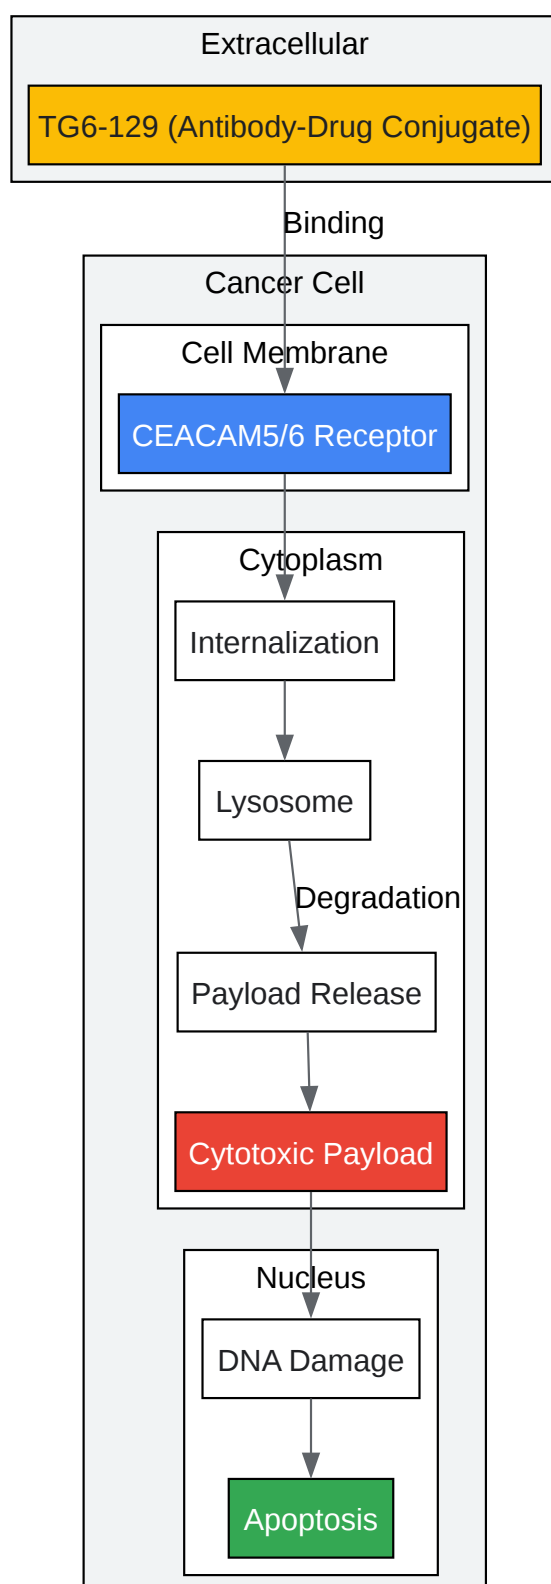 Extracellular
TG6-129 (Antibody-Drug Conjugate)
Binding
Cancer Cell
Cell Membrane
CEACAM5/6 Receptor
Cytoplasm
Internalization
Lysosome
Degradation
Payload Release
Cytotoxic Payload
Nucleus
DNA Damage
Apoptosis